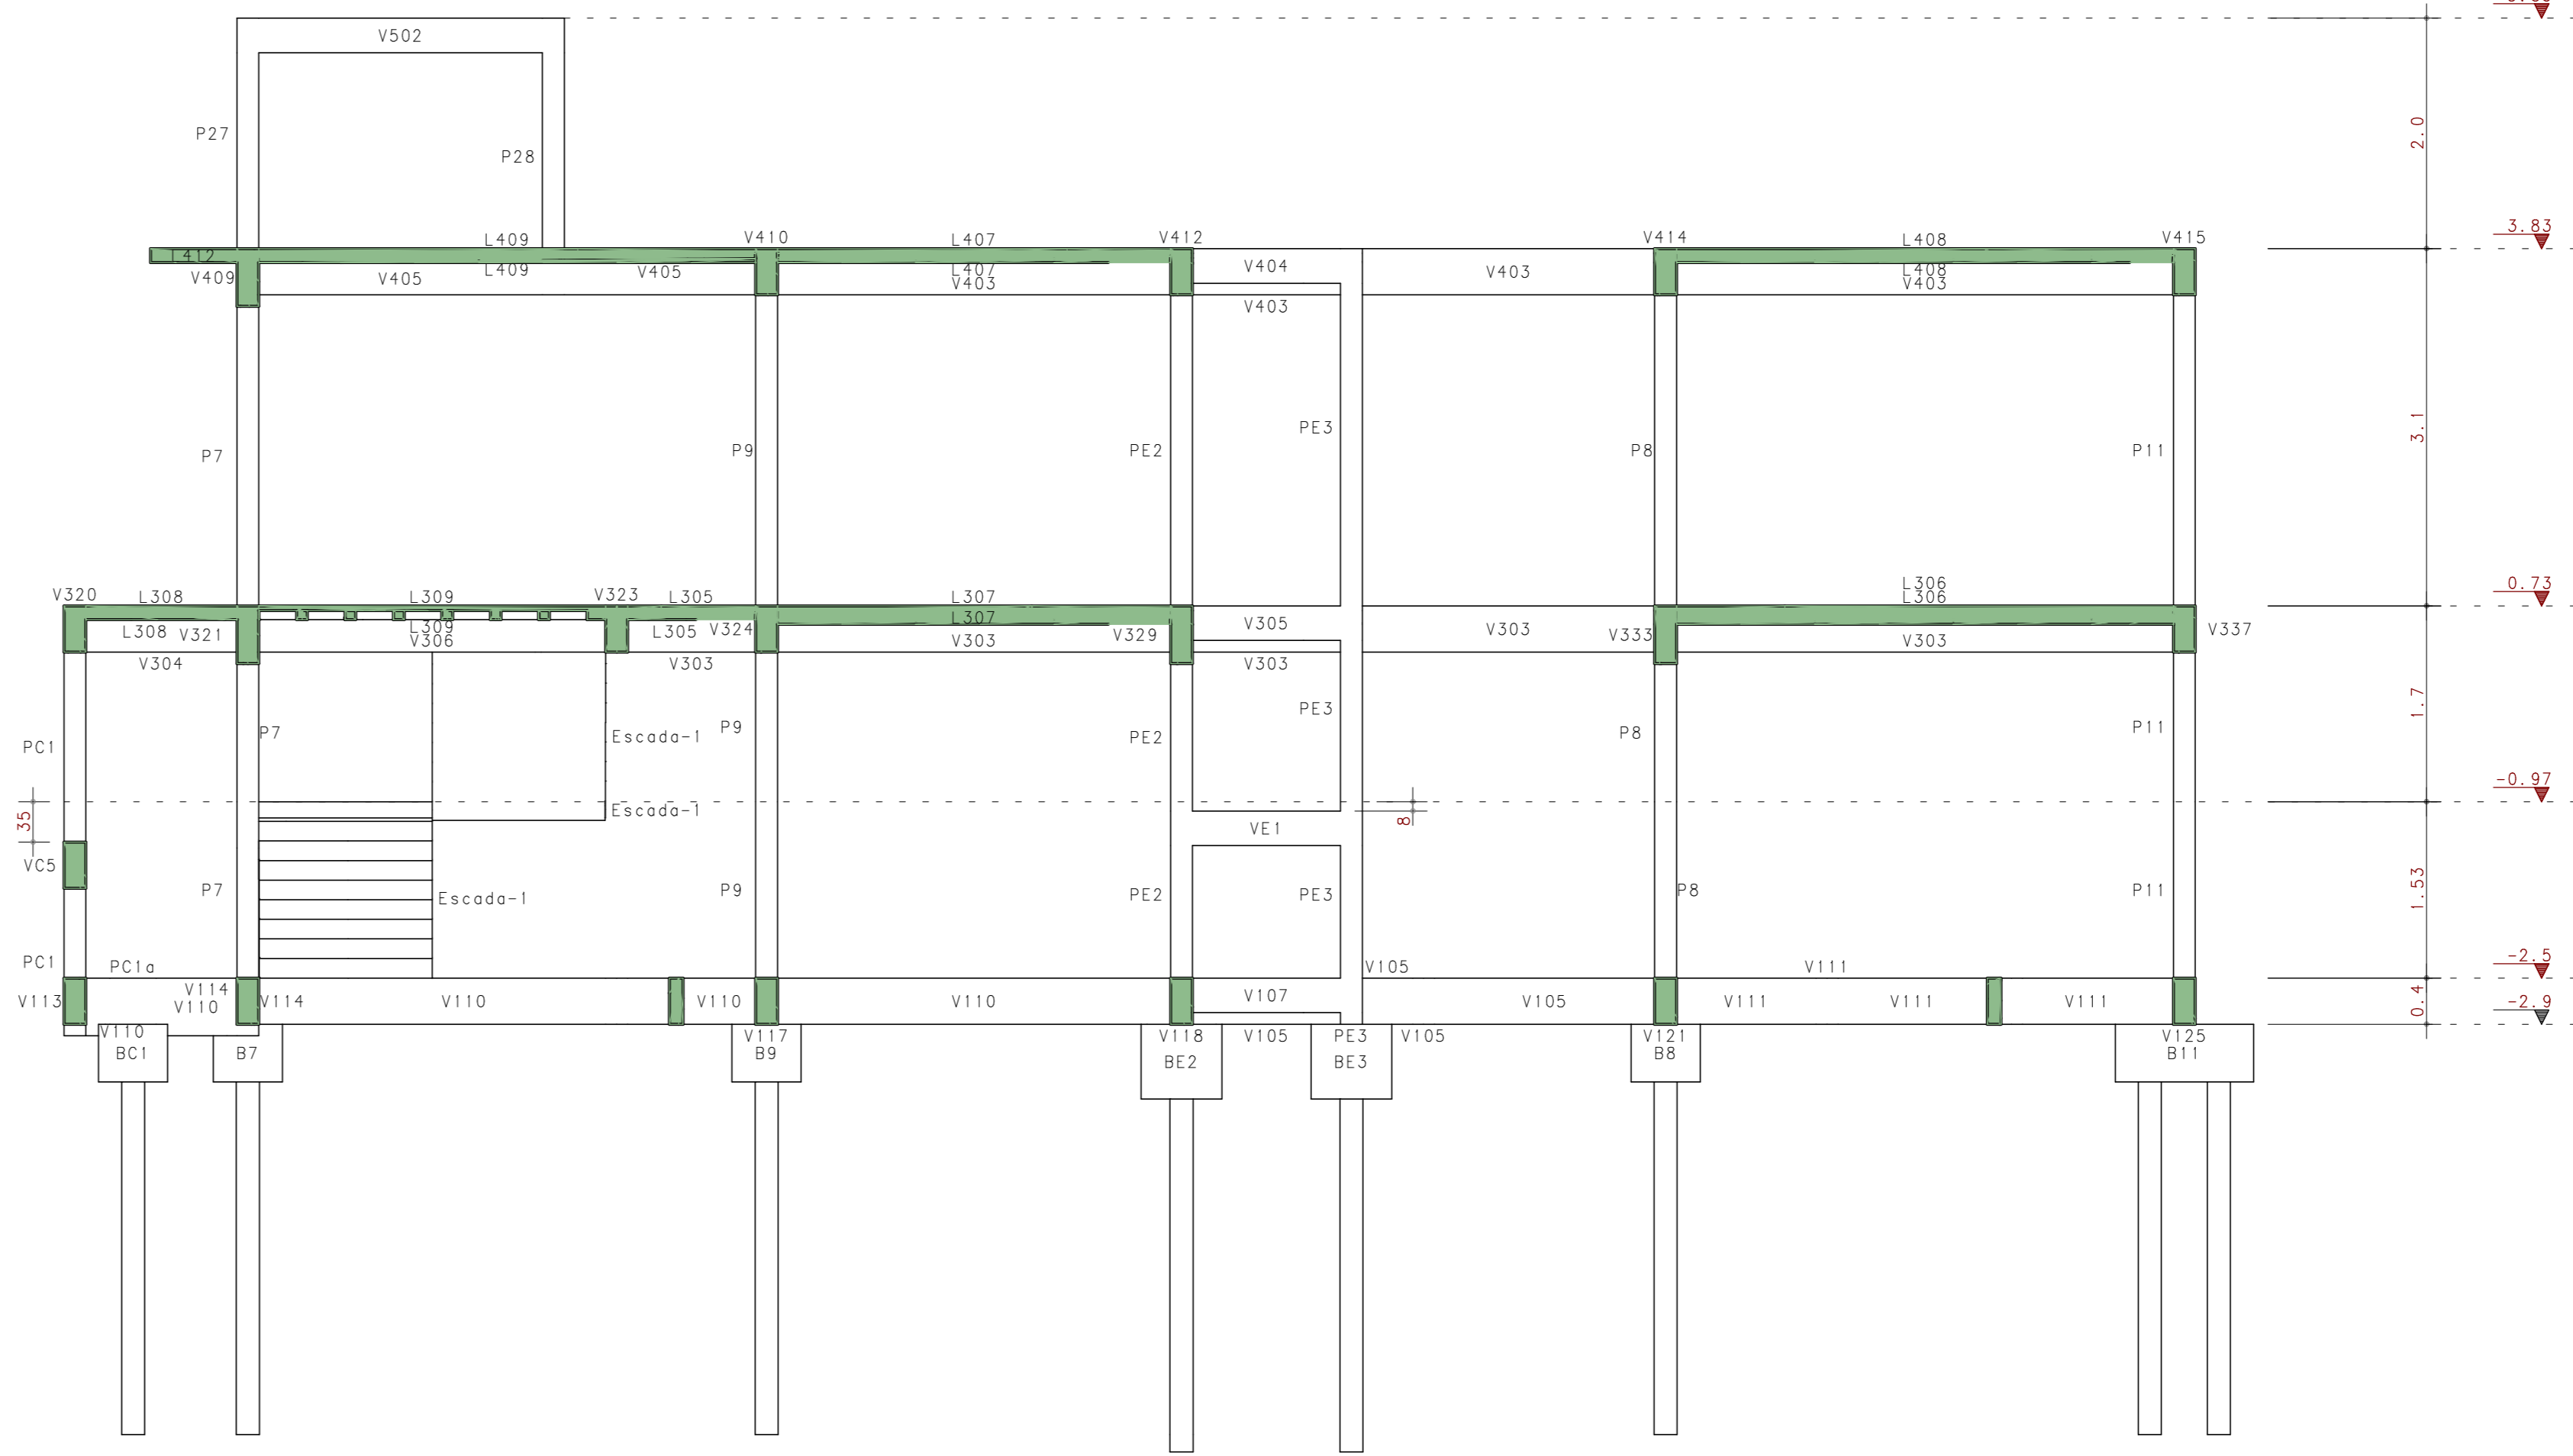 V502
P27
P28
2.0
L409
V410
L407
V412
V414
L408
V415
3.83
V409
L409
V405
V405
L407
V403
V404
V403
V403
L408
V403
P7
P9
PE2
PE3
P8
P11
3.1
V320
L308
L309
V323
L305
L307
L306
L306
0.73
L308
V321
L309
V306
L305
V324
L307
V329
V305
V303
V333
V337
V304
V303
V303
V303
V303
PC1
P7
Escada-1
P9
PE2
PE3
P8
P11
1.7
-0.97
35
Escada-1
8
VE1
VC5
P7
Escada-1
P9
PE2
PE3
P8
P11
1.53
PC1
PC1a
V105
V111
-2.5
V113
V114
V110
V114
V110
V110
V110
V107
V105
V111
V111
V111
0.4
-2.9
V110
BC1
B7
V117
B9
V118
BE2
V105
PE3
BE3
V105
V121
B8
V125
B11